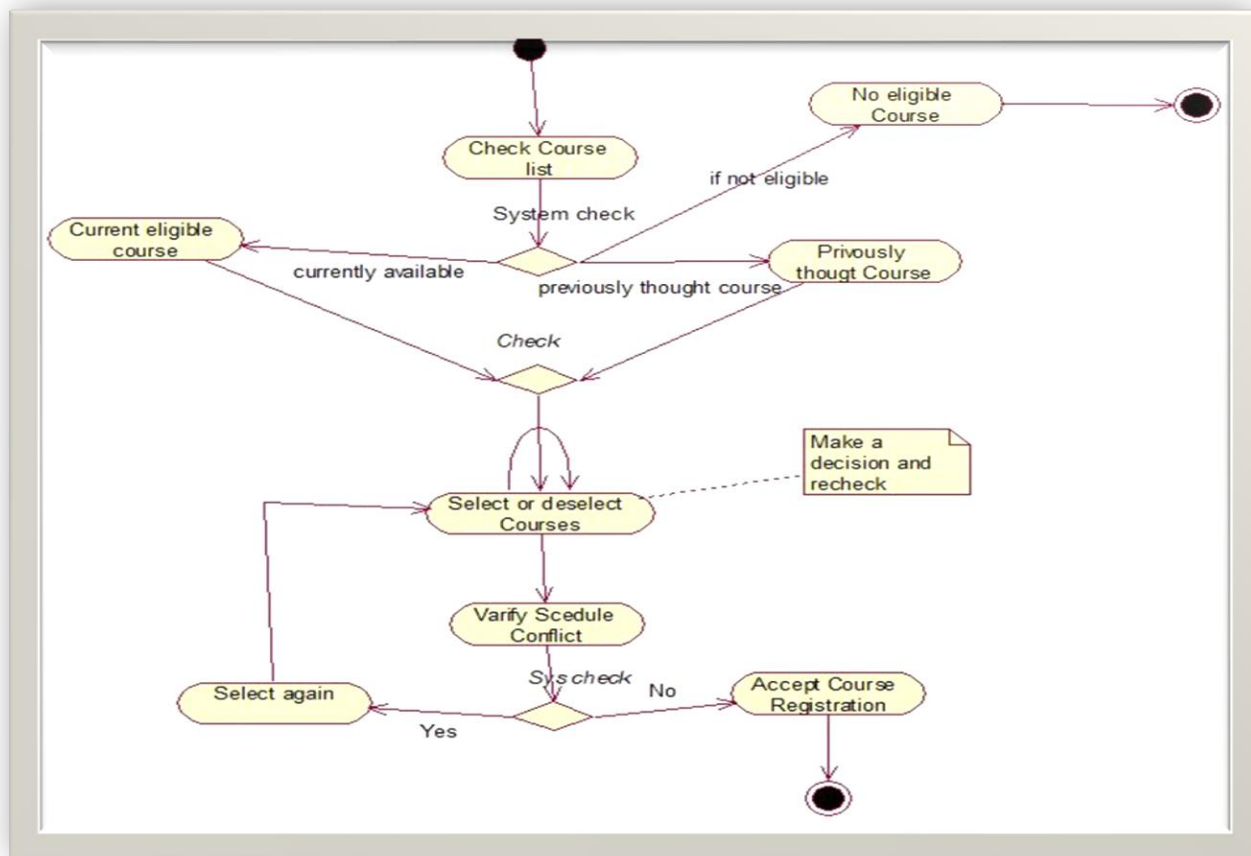 No eligible
Course
Check Course
list
if not eligible
System check
Current eligible
course
Privously
thougt Course
currently available
previously thought course
Check
Make a
decision and
recheck
Select or deselect
Courses
Varify Scedule
Conflict
Sys check
Select again
No
Accept Course
Registration
Yes